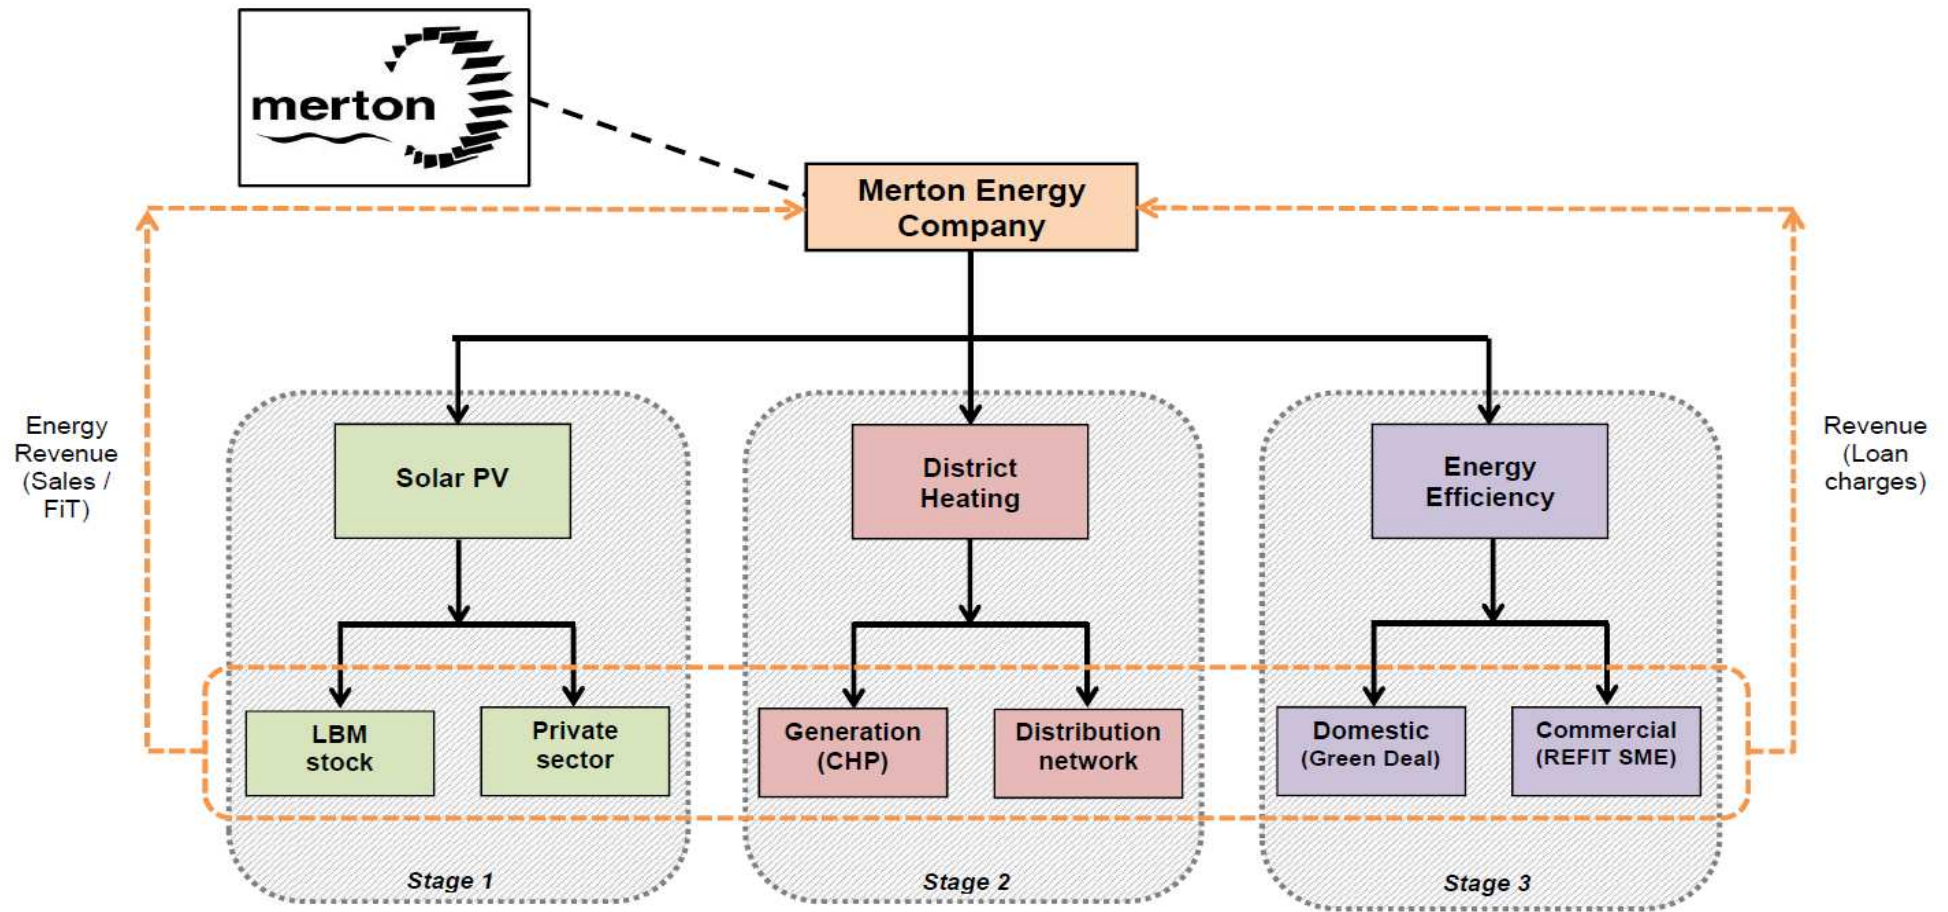 merton
Merton Energy
Company
Energy
Revenue
(Sales /
FiT)
Revenue
(Loan
charges)
Solar PV
District
Heating
Energy
Efficiency
LBM
stock
Private
sector
Generation
(CHP)
Distribution
network
Domestic
(Green Deal)
Commercial
(REFIT SME)
Stage 1
Stage 2
Stage 3